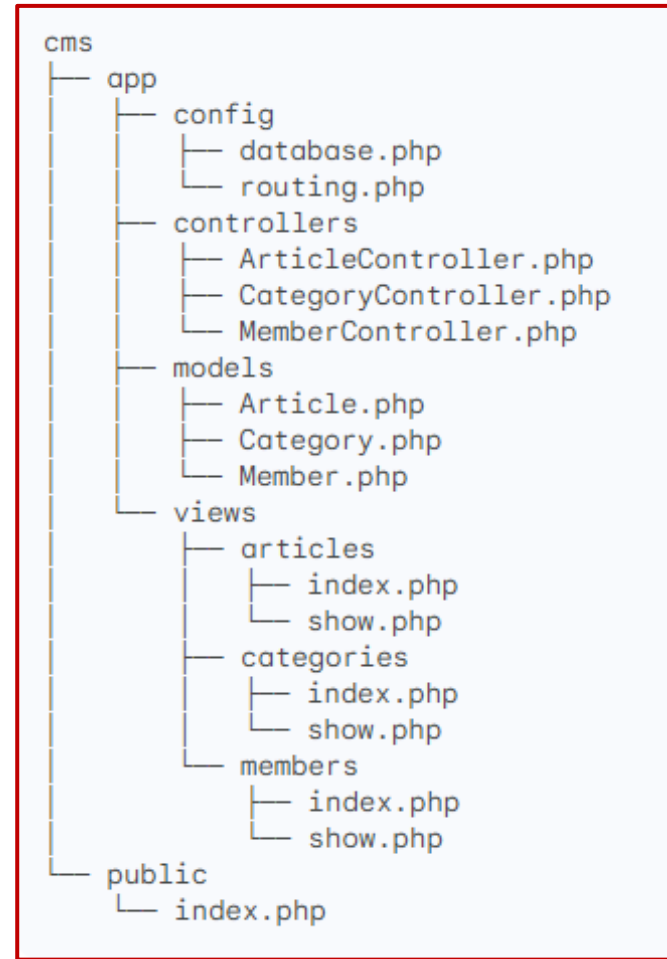 cms
├── app
│   ├── config
│   │   ├── database.php
│   │   └── routing.php
│   ├── controllers
│   │   ├── ArticleController.php
│   │   ├── CategoryController.php
│   │   └── MemberController.php
│   ├── models
│   │   ├── Article.php
│   │   ├── Category.php
│   │   └── Member.php
│   └── views
│       ├── articles
│       │   ├── index.php
│       │   └── show.php
│       ├── categories
│       │   ├── index.php
│       │   └── show.php
│       └── members
│           ├── index.php
│           └── show.php
└── public
    └── index.php